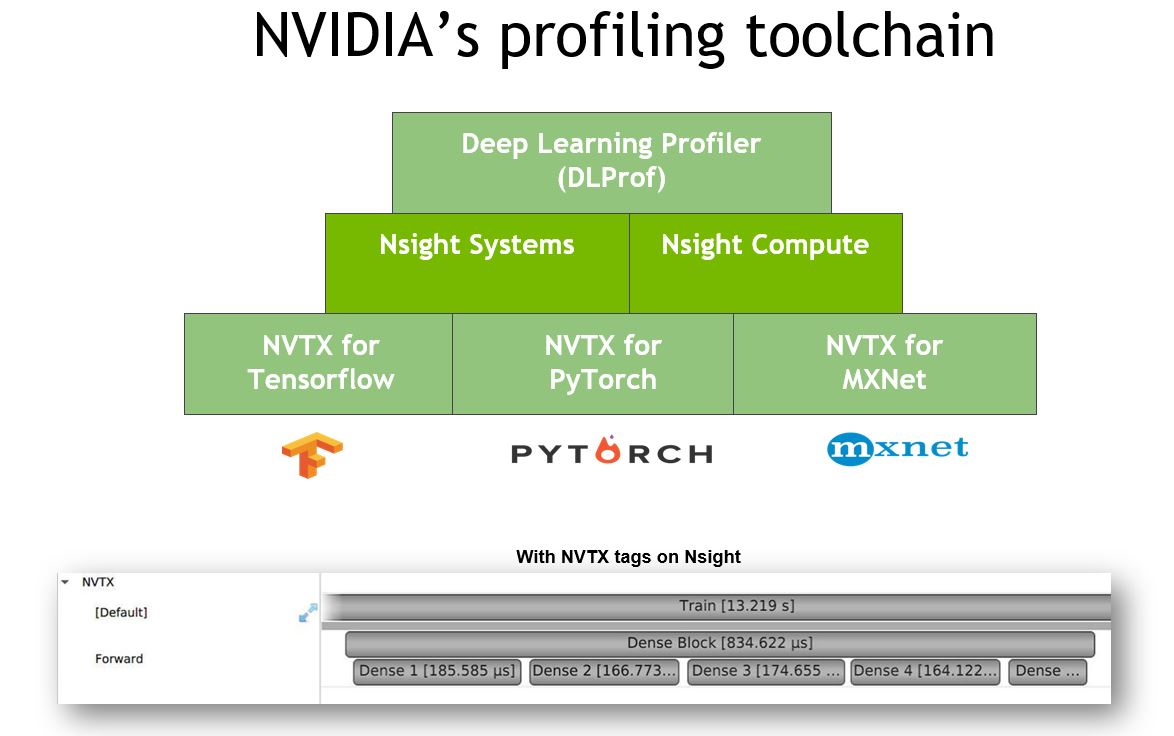 NVIDIA’s profiling toolchain
Deep Learning Profiler
(DLProf)
Nsight Systems
Nsight Compute
NVTX for
Tensorflow
NVTX for
PyTorch
NVTX for
MXNet
PYTORCH
mxnet
With NVTX tags on Nsight
NVTX
[Default]
Train [13.219 s]
Forward
Dense Block [834.622 µs]
Dense 1 [185.585 µs]
Dense 2 [166.773...
Dense 3 [174.655 ...
Dense 4 [164.122...
Dense ...